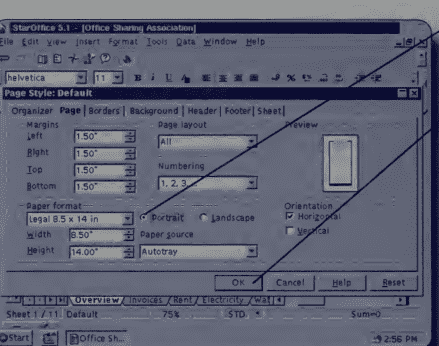 StarOffice 5.1 - [Office Sharing Association]
File Edit View Insert Format Tools Data Window Help
helvetica 11 B i U
Page Style: Default
Organizer Page Borders Background Header Footer Sheet
Margins Page layout Preview
Left 1.50" All
Right 1.50"
Top 1.50" Numbering
Bottom 1.50" 1, 2, 3,
Paper format Orientation
Legal 8.5 x 14 in Portrait Landscape Horizontal
Width 8.50" Paper source Vertical
Height 14.00" Autotray
OK Cancel Help Reset
Overview Invoices Rent Electricity Wat
Sheet 1 / 11 Default 75% STD * Sum=0
Start Office Sh... 2:56 PM